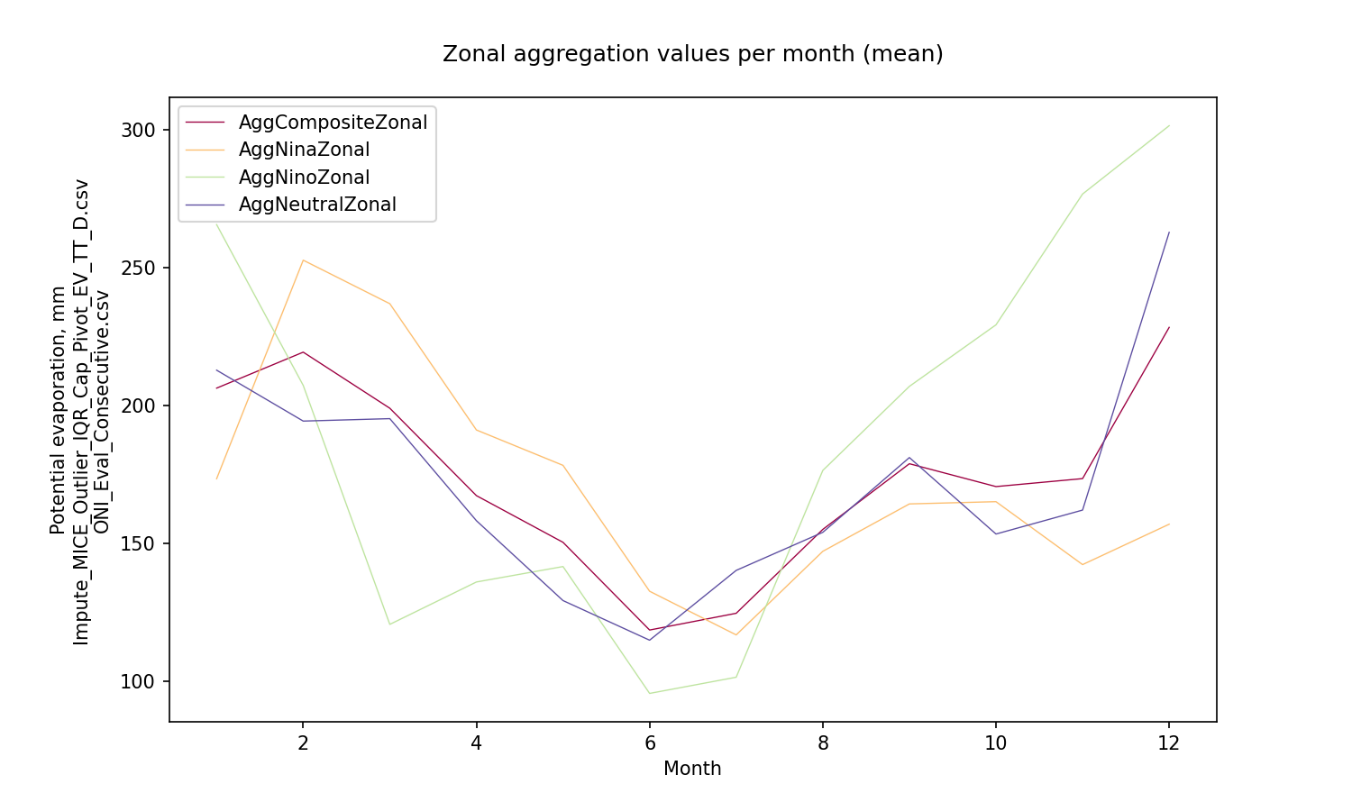 Zonal aggregation values per month (mean)
AggCompositeZonal
AggNinaZonal
AggNinoZonal
AggNeutralZonal
300
250
200
150
100
Potential evaporation, mm
Impute_MICE_Outlier_IQR_Cap_Pivot_EV_TT_D.csv
ONI_Eval_Consecutive.csv
2 4 6 8 10 12
Month